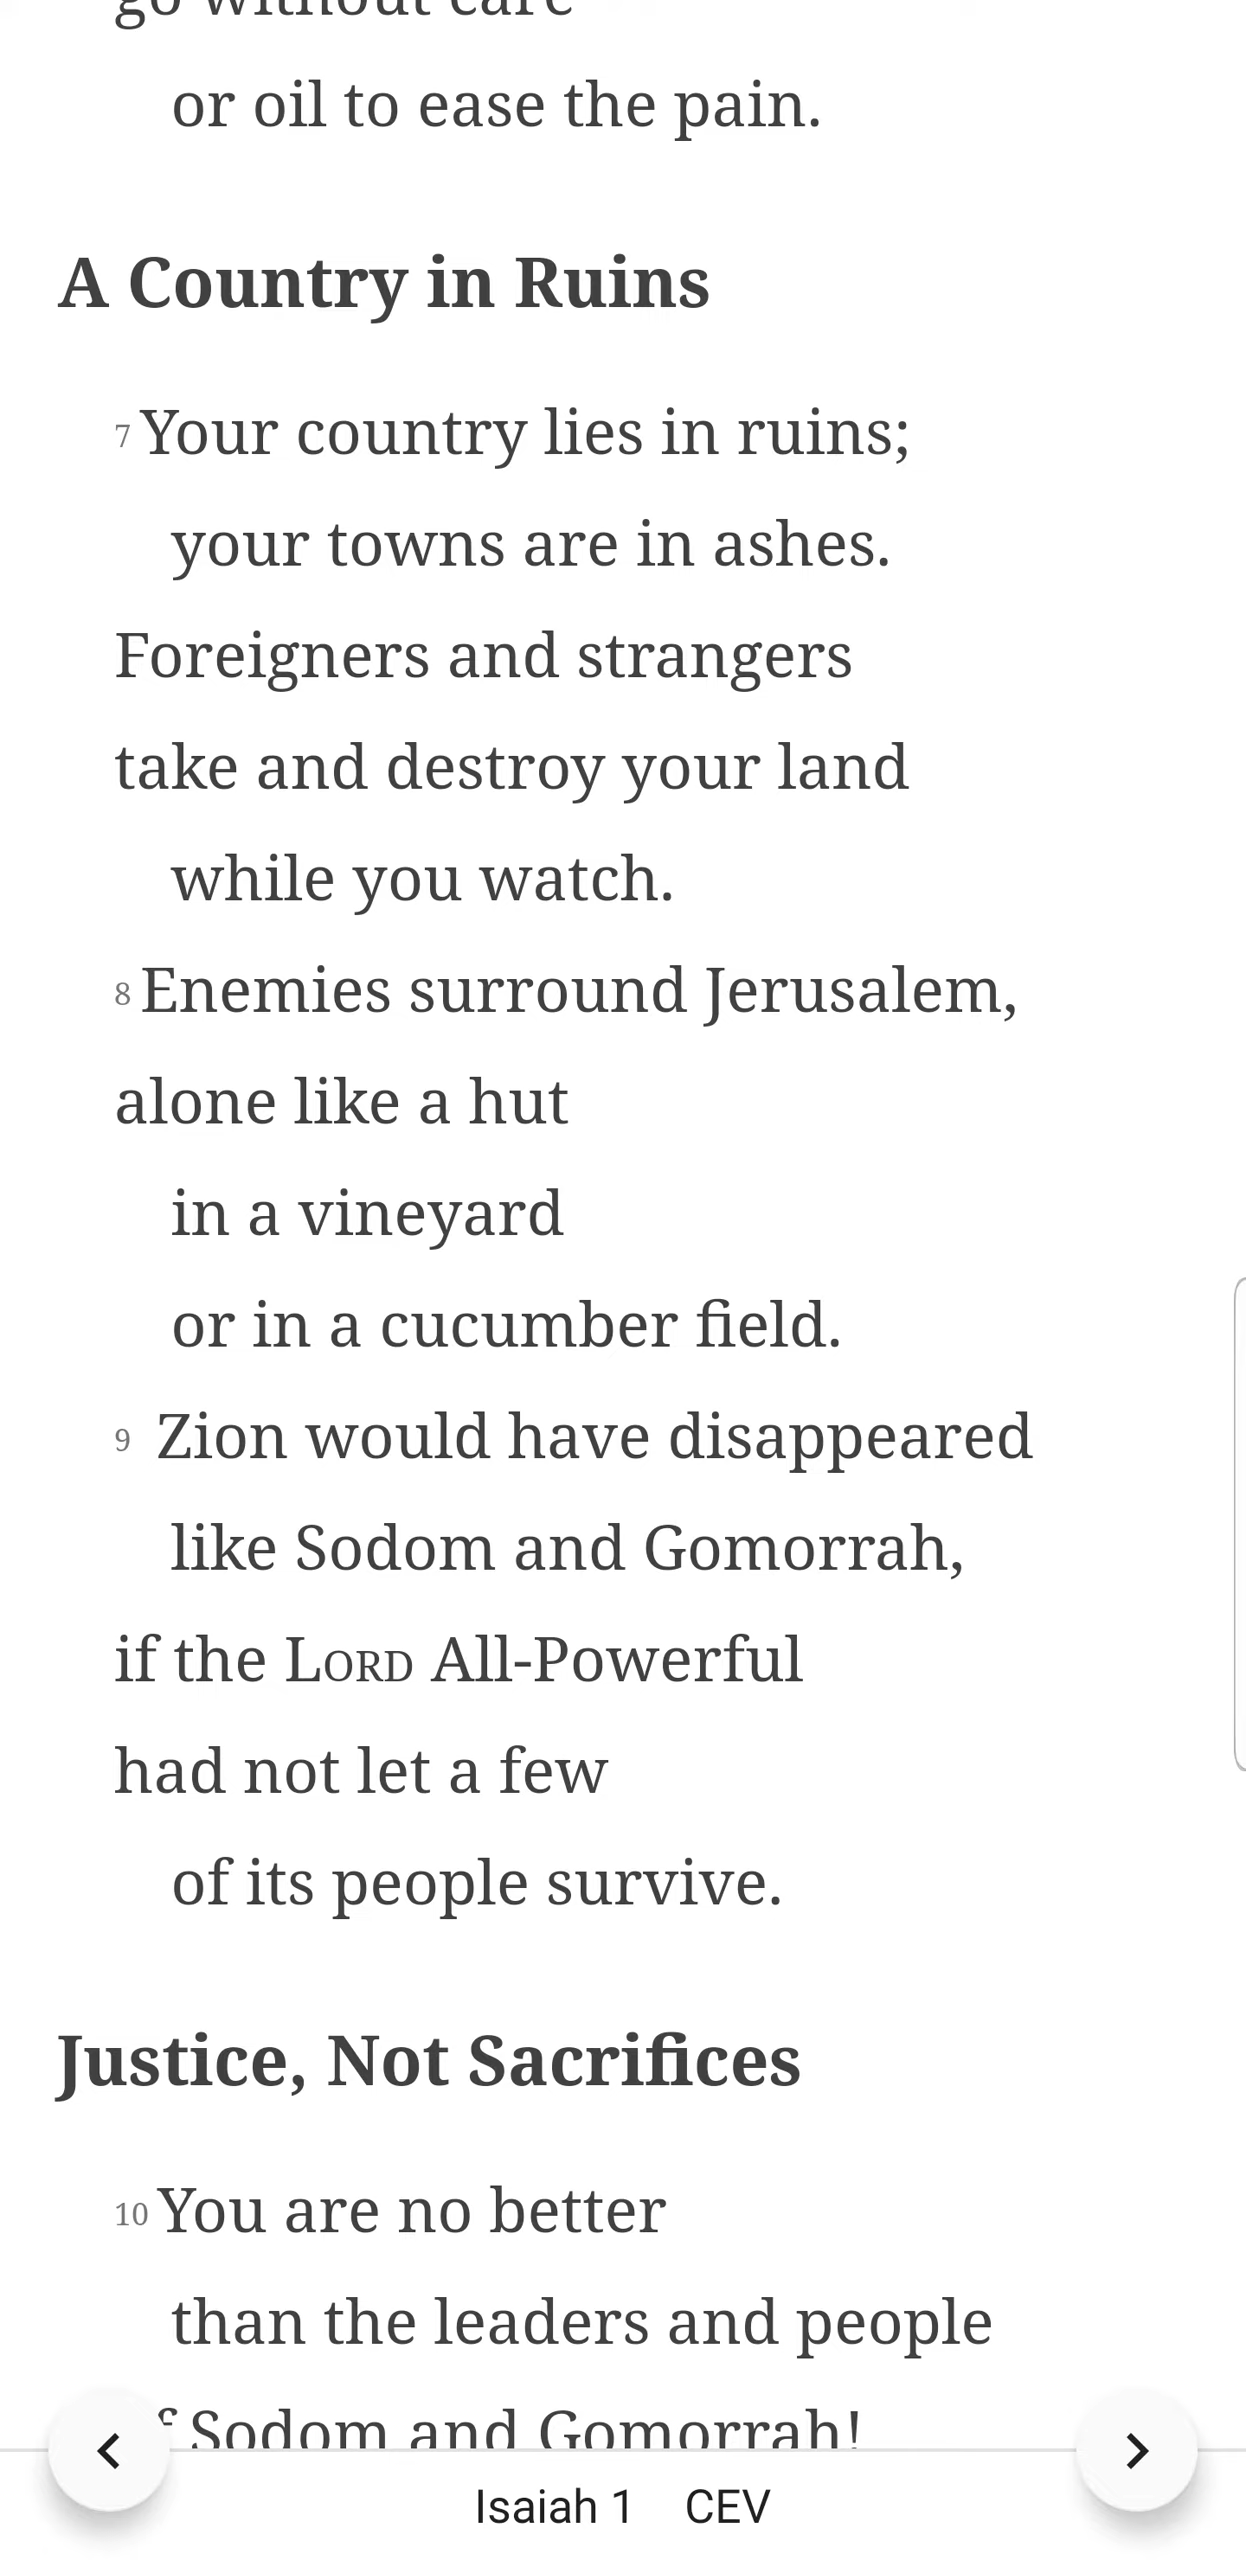 go without care
or oil to ease the pain.
A Country in Ruins
7 Your country lies in ruins;
your towns are in ashes.
Foreigners and strangers
take and destroy your land
while you watch.
8 Enemies surround Jerusalem,
alone like a hut
in a vineyard
or in a cucumber field.
9 Zion would have disappeared
like Sodom and Gomorrah,
if the LORD All-Powerful
had not let a few
of its people survive.
Justice, Not Sacrifices
10 You are no better
than the leaders and people
Sodom and Gomorrah!
Isaiah 1 CEV